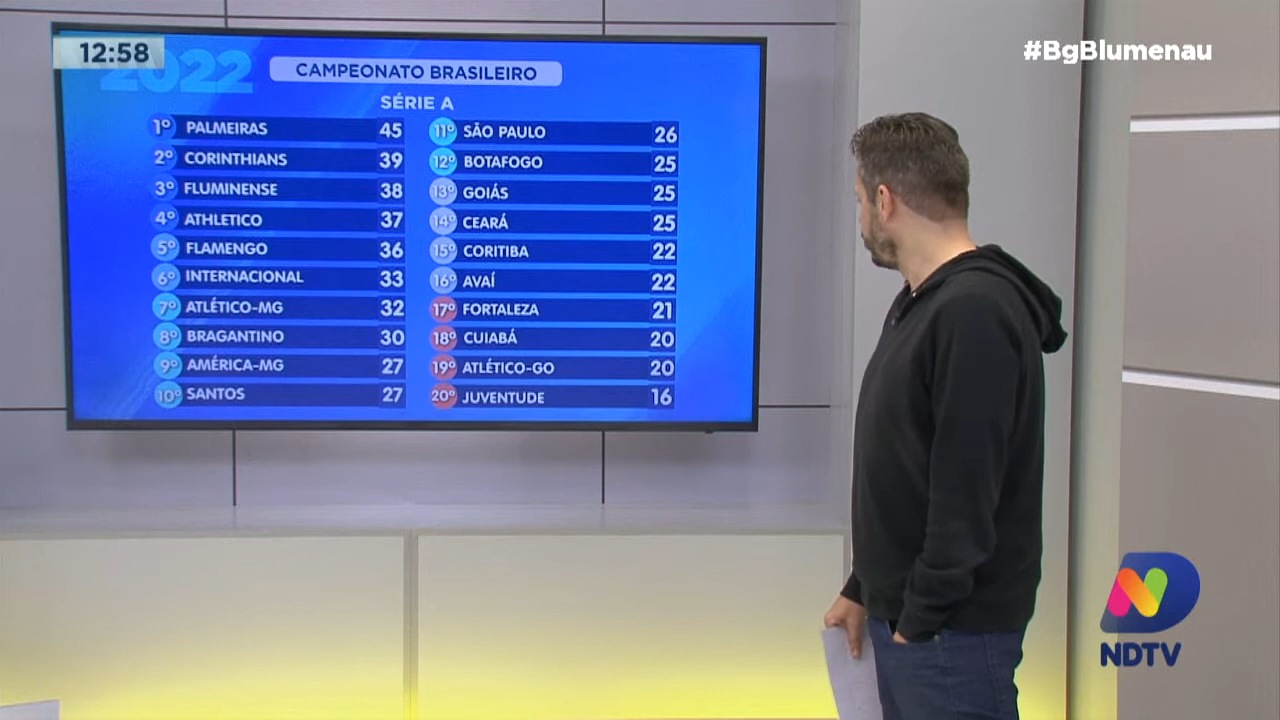 12:58
#BgBlumenau
2022
CAMPEONATO BRASILEIRO
SÉRIE A
1º PALMEIRAS 45
2º CORINTHIANS 39
3º FLUMINENSE 38
4º ATHLETICO 37
5º FLAMENGO 36
6º INTERNACIONAL 33
7º ATLÉTICO-MG 32
8º BRAGANTINO 30
9º AMÉRICA-MG 27
10º SANTOS 27
11º SÃO PAULO 26
12º BOTAFOGO 25
13º GOIÁS 25
14º CEARÁ 25
15º CORITIBA 22
16º AVAÍ 22
17º FORTALEZA 21
18º CUIABÁ 20
19º ATLÉTICO-GO 20
20º JUVENTUDE 16
NDTV